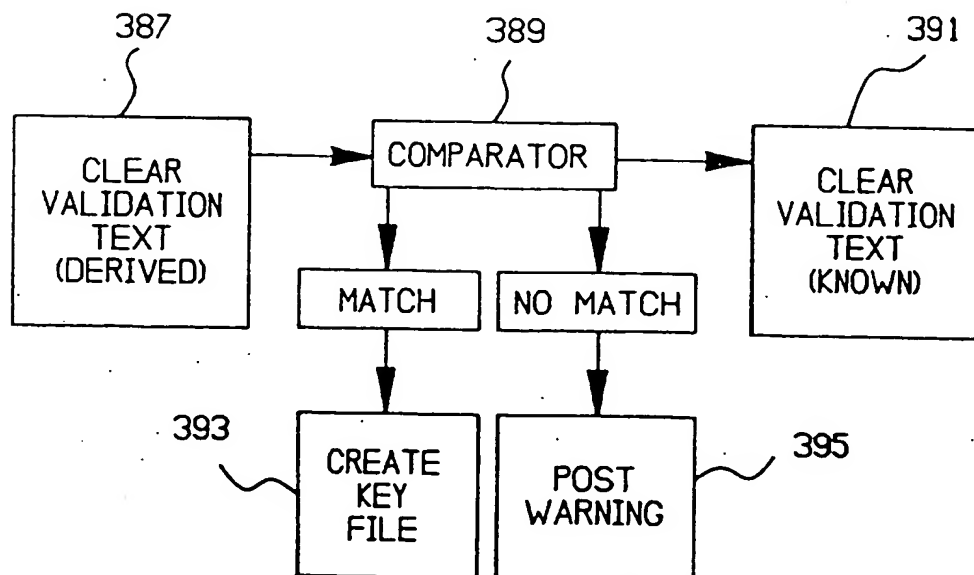 387
389
391
CLEAR
VALIDATION
TEXT
(DERIVED)
COMPARATOR
CLEAR
VALIDATION
TEXT
(KNOWN)
MATCH
NO MATCH
393
CREATE
KEY
FILE
POST
WARNING
395